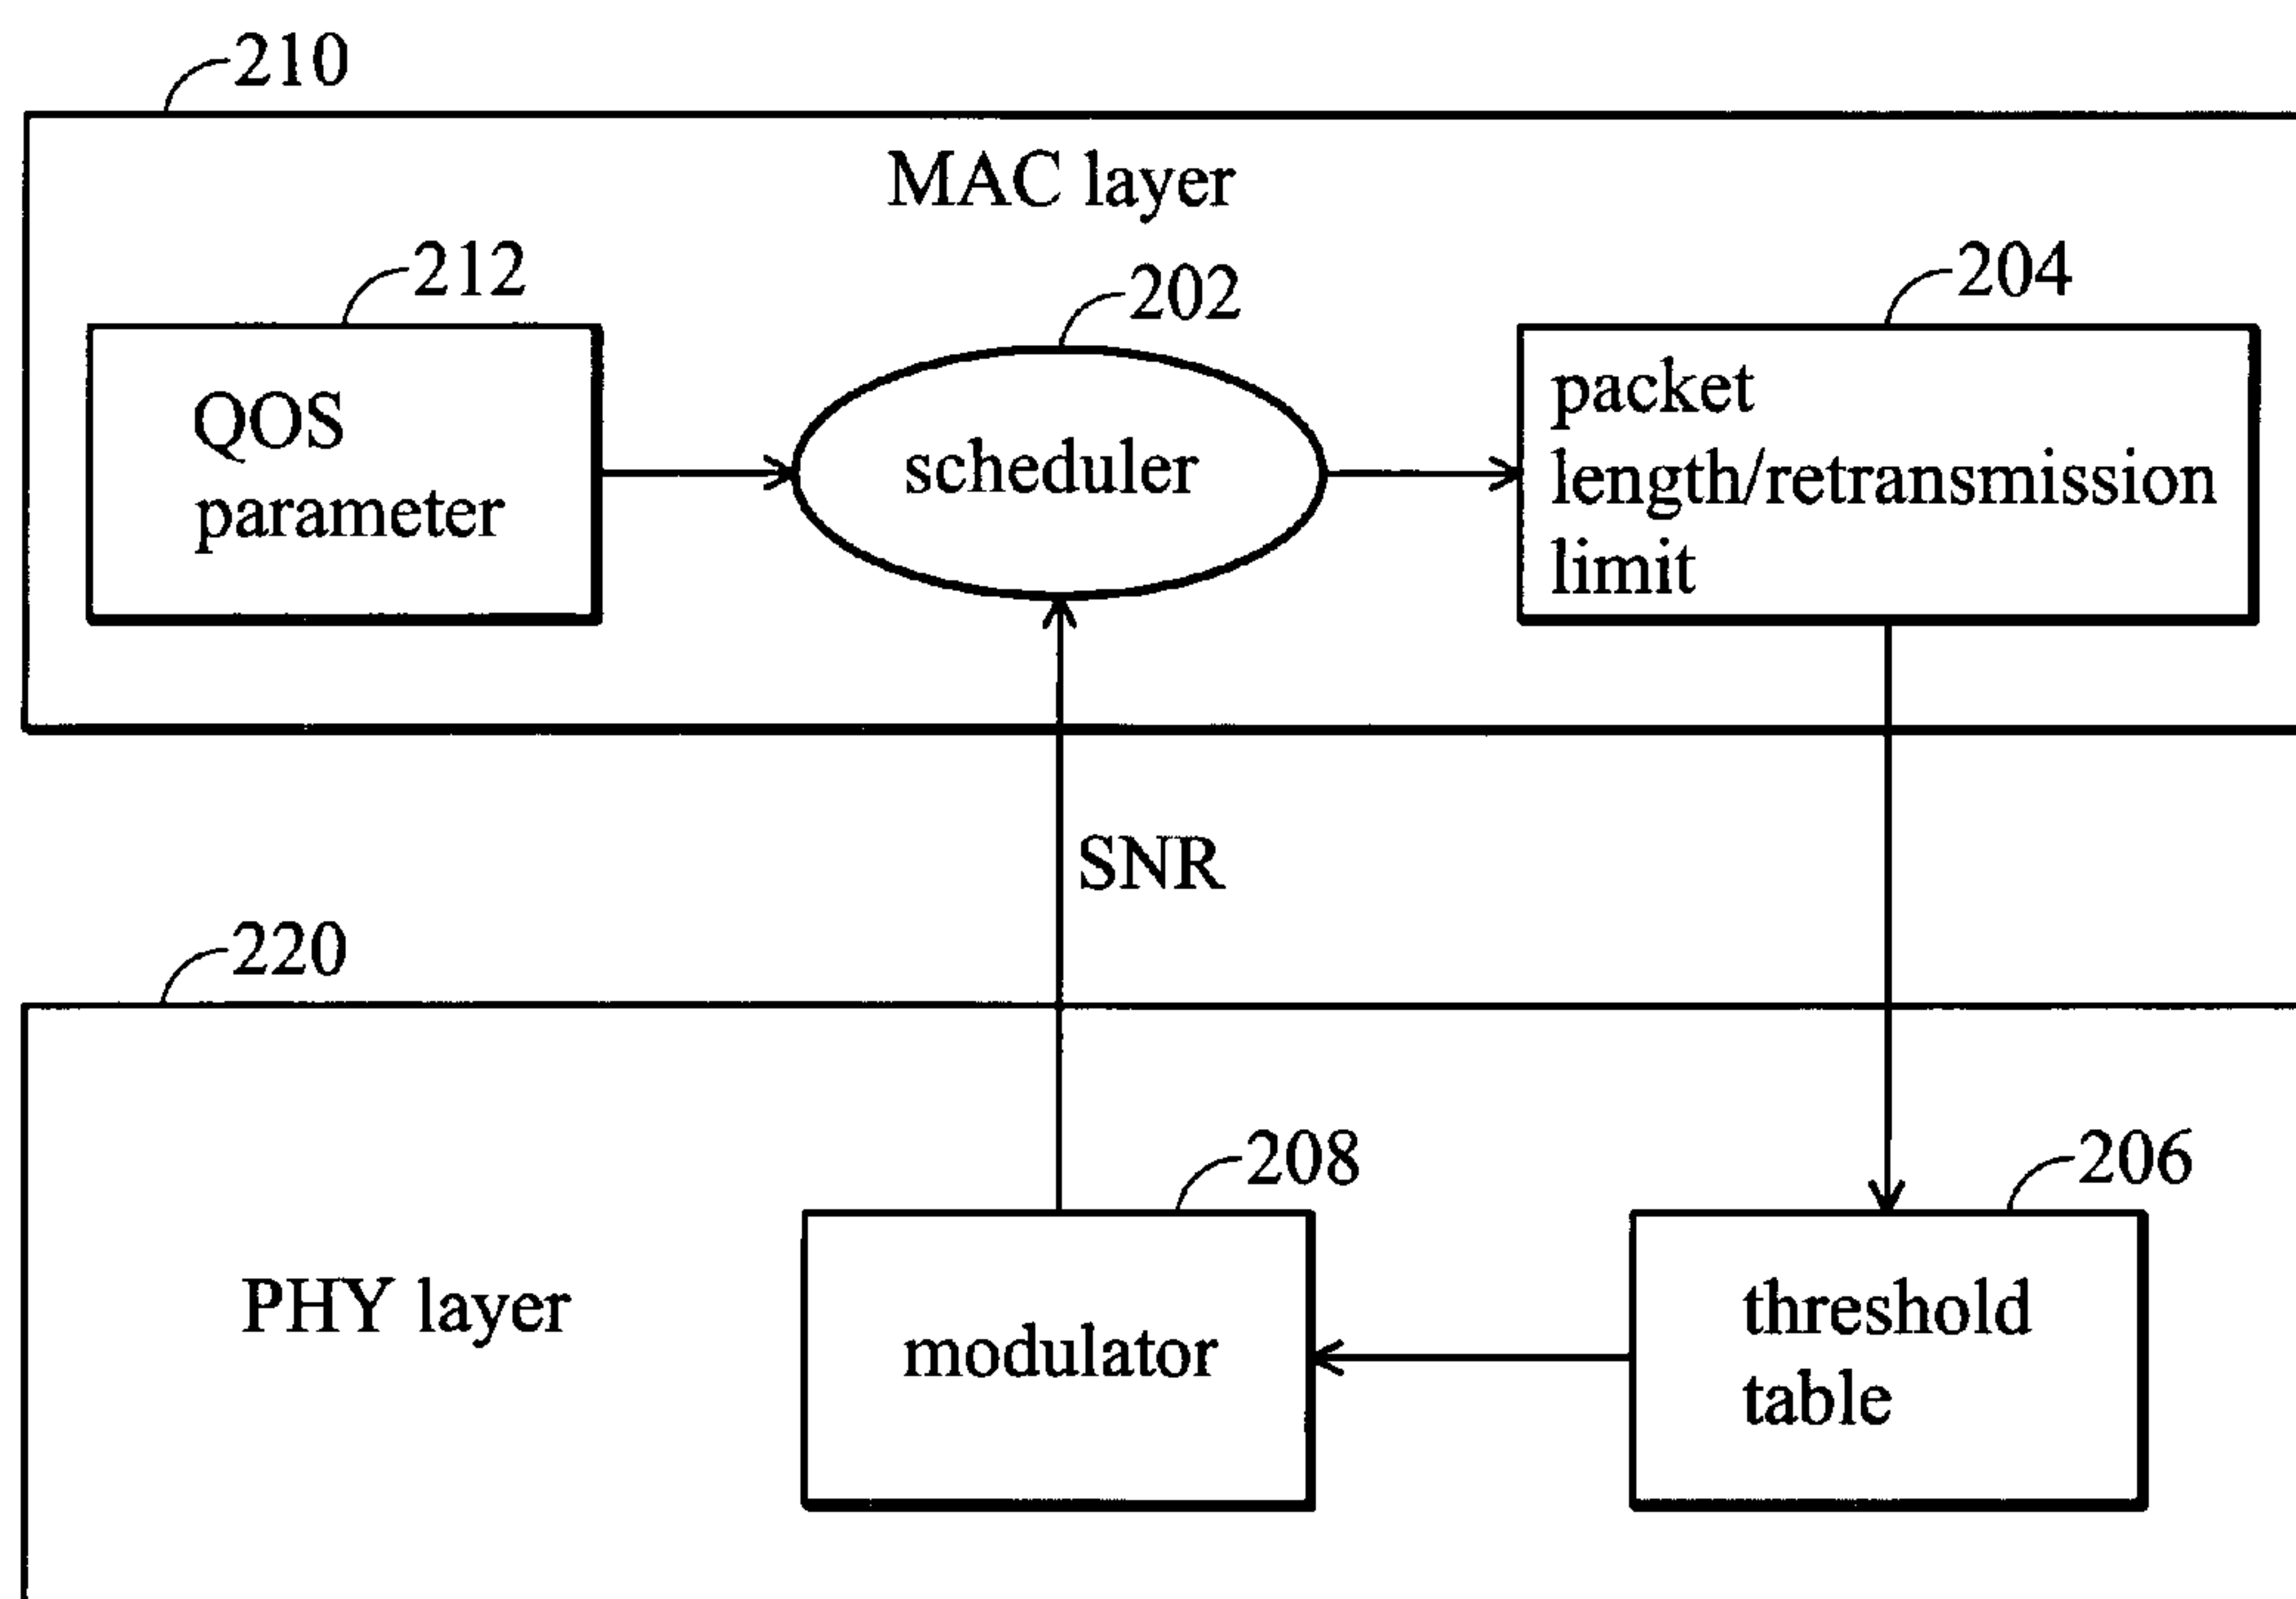 210
MAC layer
212
202
204
QOS
parameter
scheduler
packet
length/retransmission
limit
SNR
220
208
206
PHY layer
modulator
threshold
table